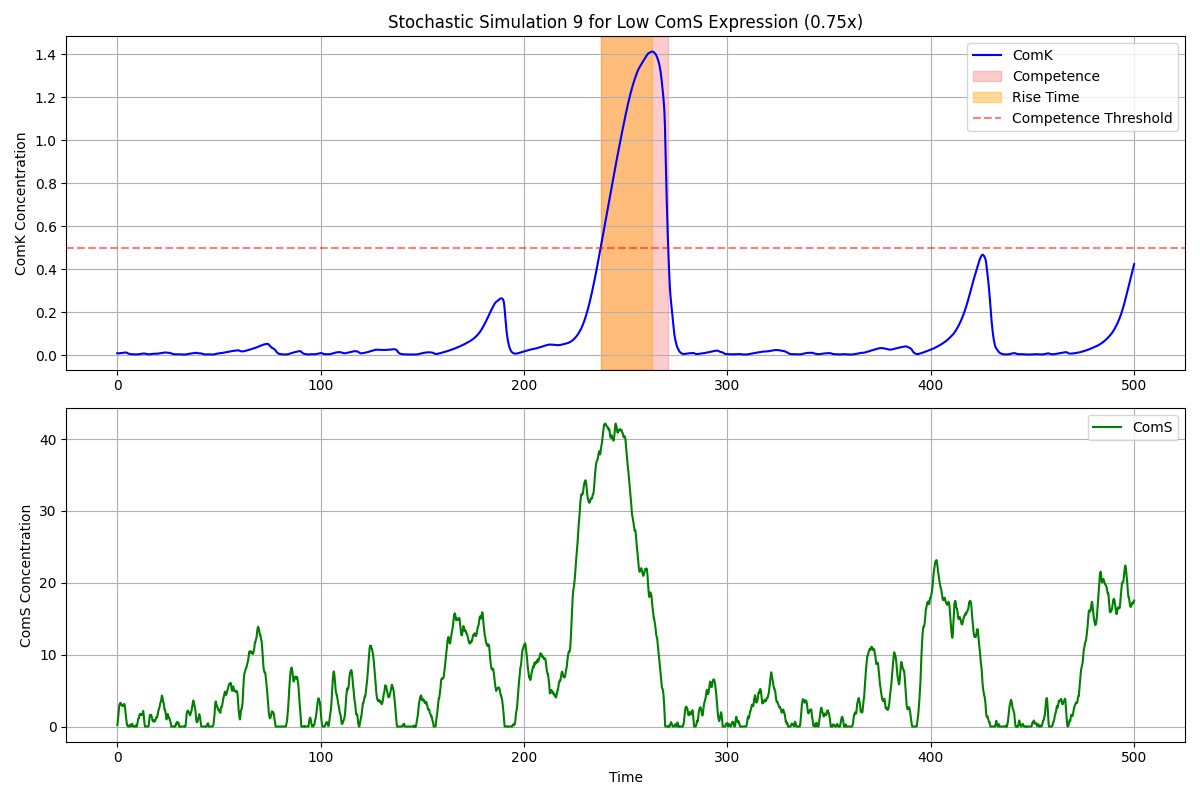 Stochastic Simulation 9 for Low ComS Expression (0.75x)
ComK Concentration
1.4
1.2
1.0
0.8
0.6
0.4
0.2
0.0
ComK
Competence
Rise Time
Competence Threshold
0 100 200 300 400 500
ComS Concentration
40
30
20
10
0
ComS
0 100 200 300 400 500
Time